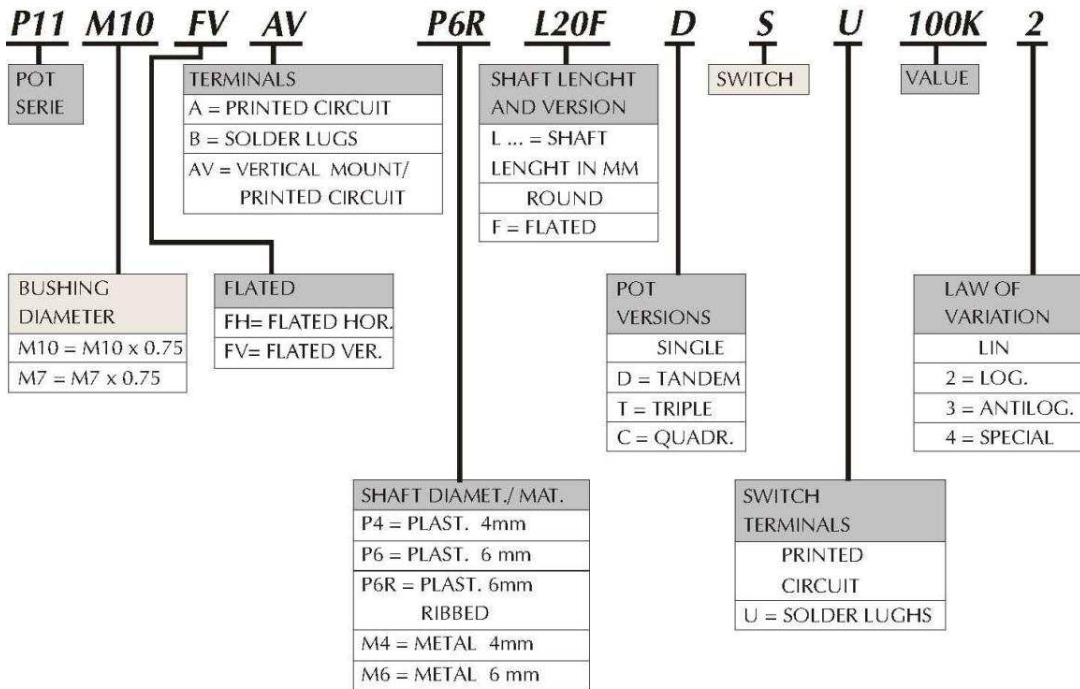 P11 M10 FV AV P6R L20F D S U 100K 2
POT
SERIE
TERMINALS
A = PRINTED CIRCUIT
B = SOLDER LUGS
AV = VERTICAL MOUNT/
PRINTED CIRCUIT
SHAFT LENGHT
AND VERSION
L ... = SHAFT
LENGHT IN MM
ROUND
F = FLATED
SWITCH
VALUE
BUSHING
DIAMETER
M10 = M10 x 0.75
M7 = M7 x 0.75
FLATED
FH= FLATED HOR.
FV= FLATED VER.
POT
VERSIONS
SINGLE
D = TANDEM
T = TRIPLE
C = QUADR.
LAW OF
VARIATION
LIN
2 = LOG.
3 = ANTILOG.
4 = SPECIAL
SHAFT DIAMET./ MAT.
P4 = PLAST. 4mm
P6 = PLAST. 6 mm
P6R = PLAST. 6mm
RIBBED
M4 = METAL 4mm
M6 = METAL 6 mm
SWITCH
TERMINALS
PRINTED
CIRCUIT
U = SOLDER LUGHS